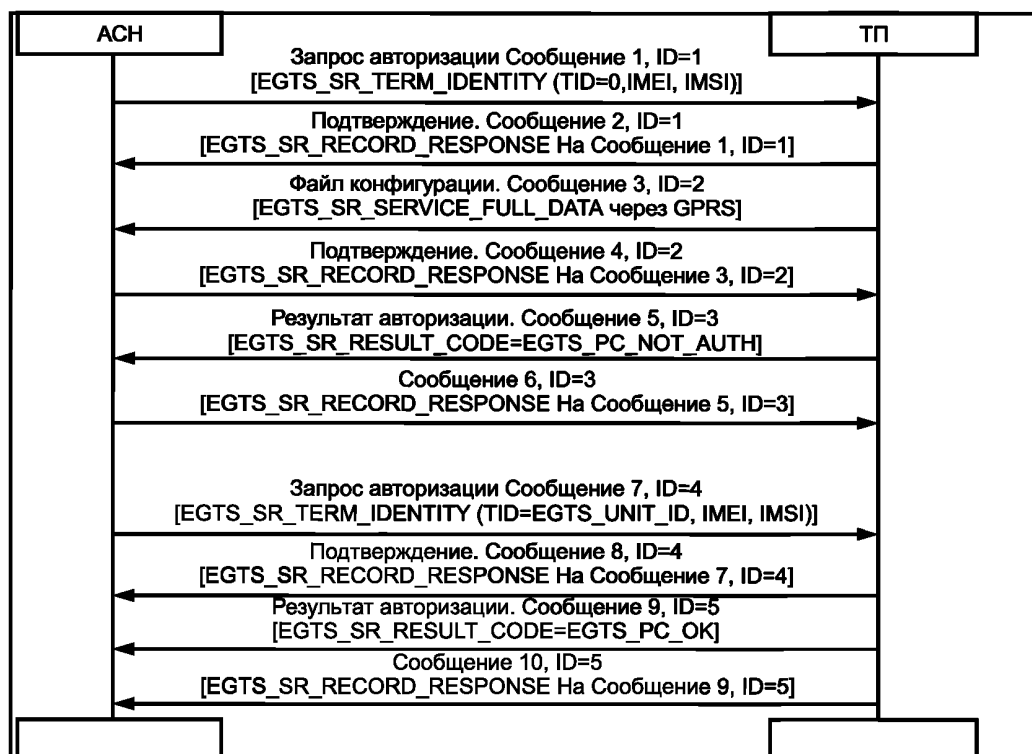 АСН
ТП
Запрос авторизации Сообщение 1, ID=1
[EGTS_SR_TERM_IDENTITY (TID=0,IMEI, IMSI)]
Подтверждение. Сообщение 2, ID=1
[EGTS_SR_RECORD_RESPONSE На Сообщение 1, ID=1]
Файл конфигурации. Сообщение 3, ID=2
[EGTS_SR_SERVICE_FULL_DATA через GPRS]
Подтверждение. Сообщение 4, ID=2
[EGTS_SR_RECORD_RESPONSE На Сообщение 3, ID=2]
Результат авторизации. Сообщение 5, ID=3
[EGTS_SR_RESULT_CODE=EGTS_PC_NOT_AUTH]
Сообщение 6, ID=3
[EGTS_SR_RECORD_RESPONSE На Сообщение 5, ID=3]
Запрос авторизации Сообщение 7, ID=4
[EGTS_SR_TERM_IDENTITY (TID=EGTS_UNIT_ID, IMEI, IMSI)]
Подтверждение. Сообщение 8, ID=4
[EGTS_SR_RECORD_RESPONSE На Сообщение 7, ID=4]
Результат авторизации. Сообщение 9, ID=5
[EGTS_SR_RESULT_CODE=EGTS_PC_OK]
Сообщение 10, ID=5
[EGTS_SR_RECORD_RESPONSE На Сообщение 9, ID=5]